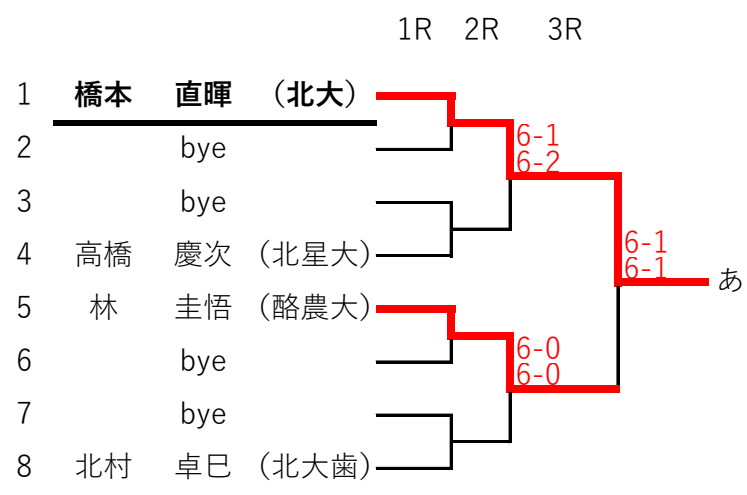 1R 2R 3R
1 橋本 直暉 （北大）
2 bye
6-1
6-2
3 bye
4 高橋 慶次 （北星大）
6-1
6-1
あ
5 林 圭悟 （酪農大）
6 bye
6-0
6-0
7 bye
8 北村 卓巳 （北大歯）